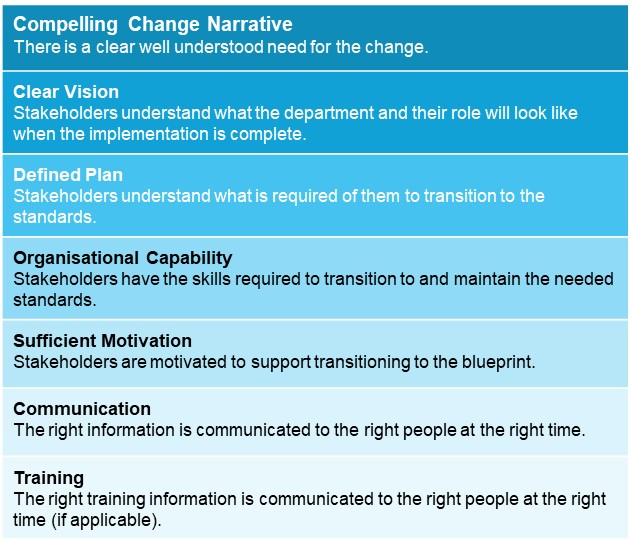 Compelling Change Narrative
There is a clear well understood need for the change.
Clear Vision
Stakeholders understand what the department and their role will look like
when the implementation is complete.
Defined Plan
Stakeholders understand what is required of them to transition to the
standards.
Organisational Capability
Stakeholders have the skills required to transition to and maintain the needed
standards.
Sufficient Motivation
Stakeholders are motivated to support transitioning to the blueprint.
Communication
The right information is communicated to the right people at the right time.
Training
The right training information is communicated to the right people at the right
time (if applicable).